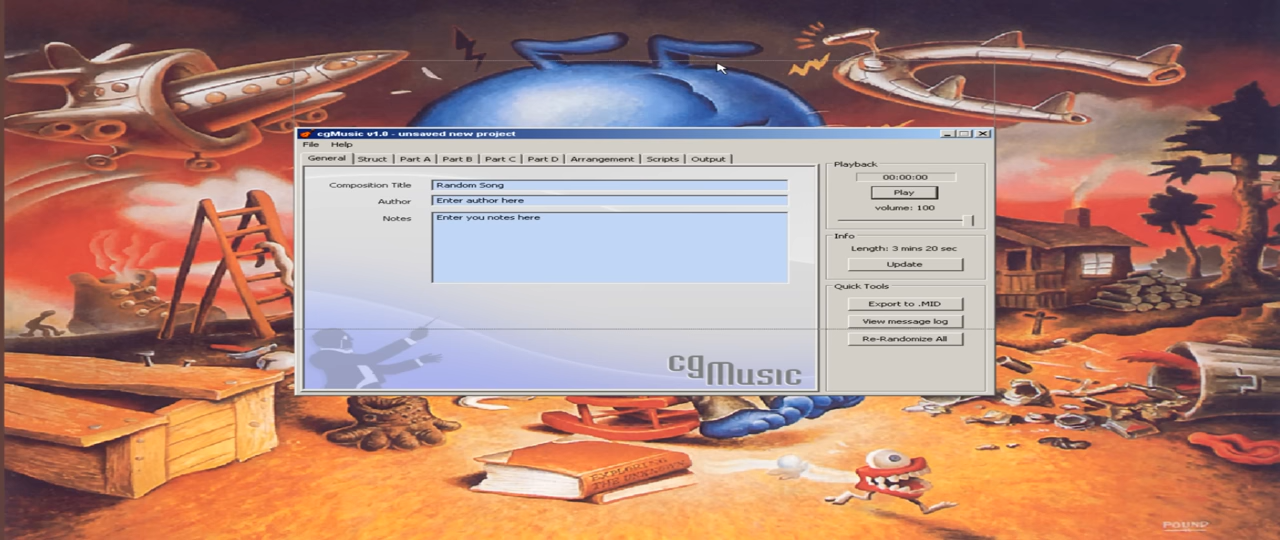 cgMusic v1.0 - unsaved new project
File Help
General Struct Part A Part B Part C Part D Arrangement Scripts Output
Composition Title Random Song
Author Enter author here
Notes Enter you notes here
cgMusic
Playback
00:00:00
Play
volume: 100
Info
Length: 3 mins 20 sec
Update
Quick Tools
Export to .MID
View message log
Re-Randomize All
EXPLORING
POUND